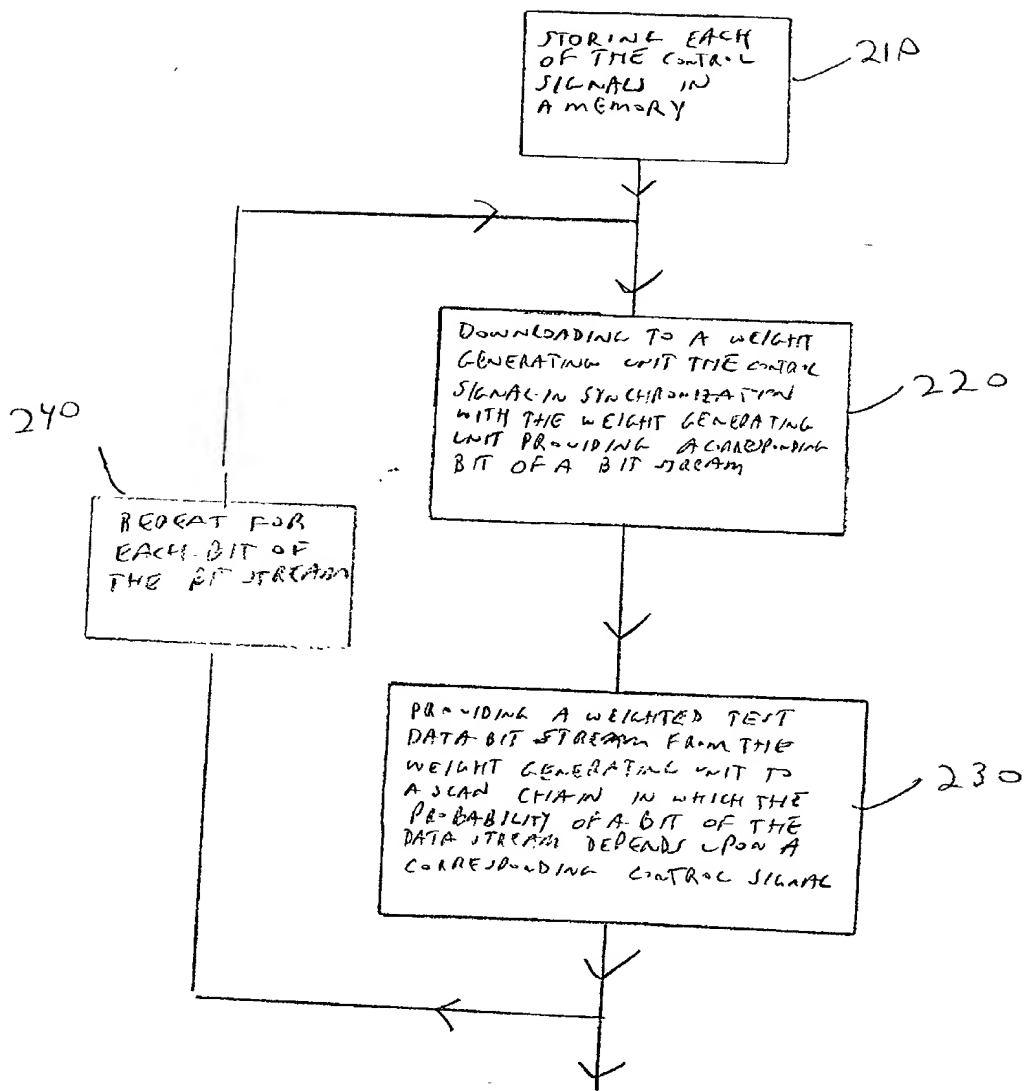 STORING EACH
OF THE CONTROL
SIGNALS IN
A MEMORY
210
DOWNLOADING TO A WEIGHT
GENERATING UNIT THE CONTROL
SIGNAL IN SYNCHRONIZATION
WITH THE WEIGHT GENERATING
UNIT PROVIDING A CORRESPONDING
BIT OF A BIT STREAM
220
240
REPEAT FOR
EACH BIT OF
THE BIT STREAM
PROVIDING A WEIGHTED TEST
DATA BIT STREAM FROM THE
WEIGHT GENERATING UNIT TO
A SCAN CHAIN IN WHICH THE
PROBABILITY OF A BIT OF THE
DATA STREAM DEPENDS UPON A
CORRESPONDING CONTROL SIGNAL
230